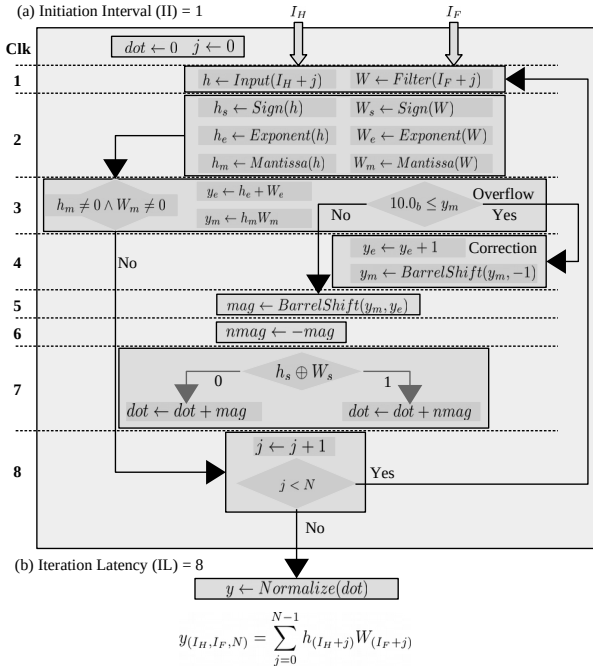 (a) Initiation Interval (II) = 1
I_H
I_F
Clk
dot ← 0 j ← 0
1
h ← Input(I_H + j)
W ← Filter(I_F + j)
2
h_s ← Sign(h)
W_s ← Sign(W)
h_e ← Exponent(h)
W_e ← Exponent(W)
h_m ← Mantissa(h)
W_m ← Mantissa(W)
3
h_m ≠ 0 ∧ W_m ≠ 0
y_e ← h_e + W_e
y_m ← h_m W_m
10.0_b ≤ y_m
Overflow
No
Yes
4
No
y_e ← y_e + 1
Correction
y_m ← BarrelShift(y_m, −1)
5
mag ← BarrelShift(y_m, y_e)
6
nmag ← −mag
7
h_s ⊕ W_s
0
1
dot ← dot + mag
dot ← dot + nmag
8
j ← j + 1
j < N
Yes
No
(b) Iteration Latency (IL) = 8
y ← Normalize(dot)
y_{(I_H,I_F,N)} = \sum_{j=0}^{N−1} h_{(I_H+j)} W_{(I_F+j)}